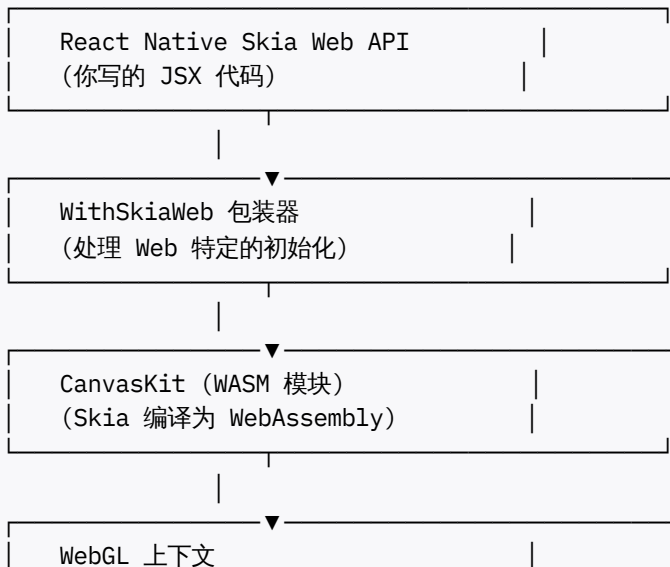 React Native Skia Web API
(你写的 JSX 代码)
WithSkiaWeb 包装器
(处理 Web 特定的初始化)
CanvasKit (WASM 模块)
(Skia 编译为 WebAssembly)
WebGL 上下文